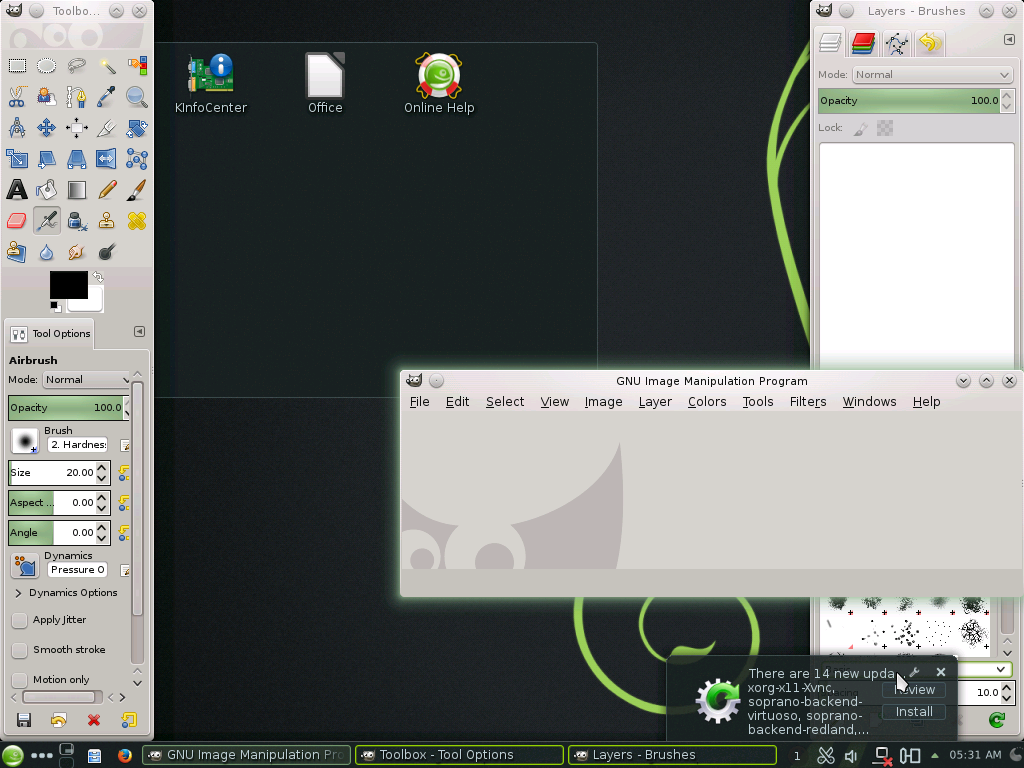 Toolbo...
Layers - Brushes
KInfoCenter
Office
Online Help
Mode:
Normal
Opacity
100.0
Lock:
Tool Options
Airbrush
Mode:
Normal
Opacity
100.0
Brush
2. Hardness
Size
20.00
Aspect ...
0.00
Angle
0.00
Dynamics
Pressure O
Dynamics Options
Apply Jitter
Smooth stroke
Motion only
GNU Image Manipulation Program
File Edit Select View Image Layer Colors Tools Filters Windows Help
10.0
There are 14 new upda
xorg-x11-Xvnc,
soprano-backend-
virtuoso, soprano-
backend-redland,...
Review
Install
GNU Image Manipulation Pro
Toolbox - Tool Options
Layers - Brushes
1
05:31 AM